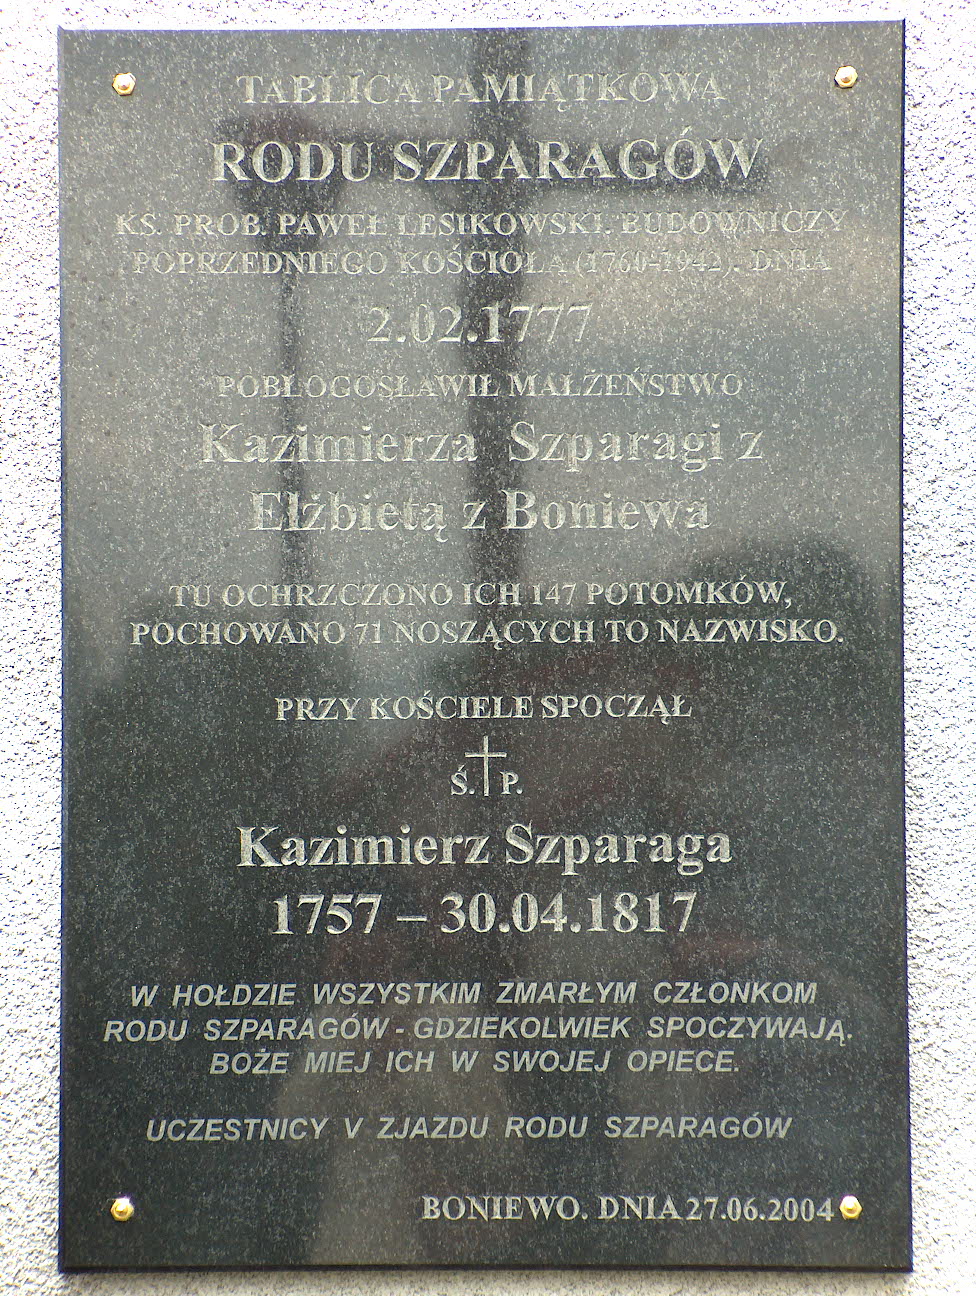 TABLICA PAMIĄTKOWA
RODU SZPARAGÓW
KS. PROB. PAWEŁ LESIKOWSKI. BUDOWNICZY
POPRZEDNIEGO KOŚCIOŁA (1760-1942). DNIA
2.02.1777
POBŁOGOSŁAWIŁ MAŁŻEŃSTWO
Kazimierza Szparagi z
Elżbietą z Boniewa
TU OCHRZCZONO ICH 147 POTOMKÓW,
POCHOWANO 71 NOSZĄCYCH TO NAZWISKO.
PRZY KOŚCIELE SPOCZĄŁ
Ś. P.
Kazimierz Szparaga
1757 – 30.04.1817
W HOŁDZIE WSZYSTKIM ZMARŁYM CZŁONKOM
RODU SZPARAGÓW - GDZIEKOLWIEK SPOCZYWAJĄ.
BOŻE MIEJ ICH W SWOJEJ OPIECE.
UCZESTNICY V ZJAZDU RODU SZPARAGÓW
BONIEWO. DNIA 27.06.2004